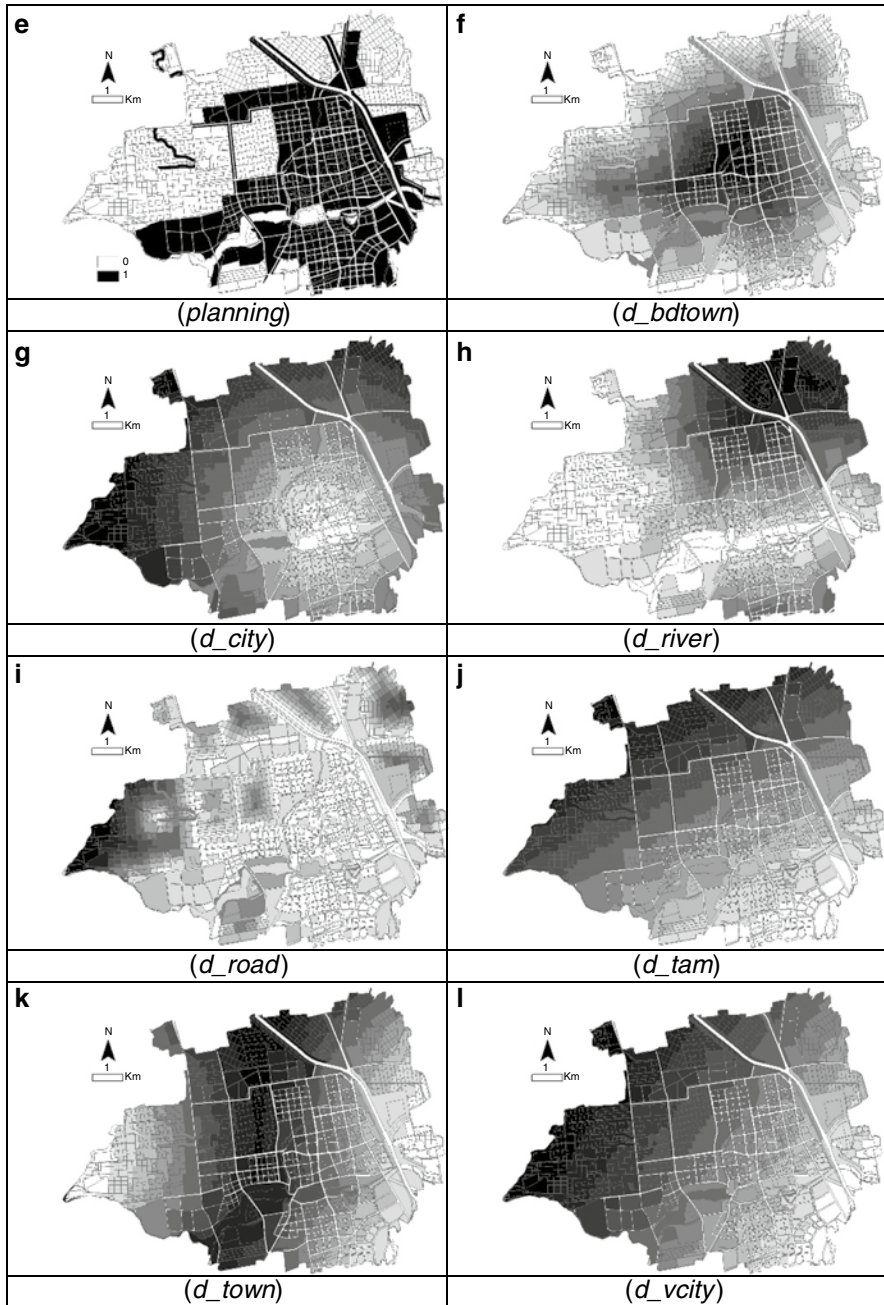 e
N
1
Km
0
1
(planning)
f
N
1
Km
(d_bdtown)
g
N
1
Km
(d_city)
h
N
1
Km
(d_river)
i
N
1
Km
(d_road)
j
N
1
Km
(d_tam)
k
N
1
Km
(d_town)
l
N
1
Km
(d_vcity)